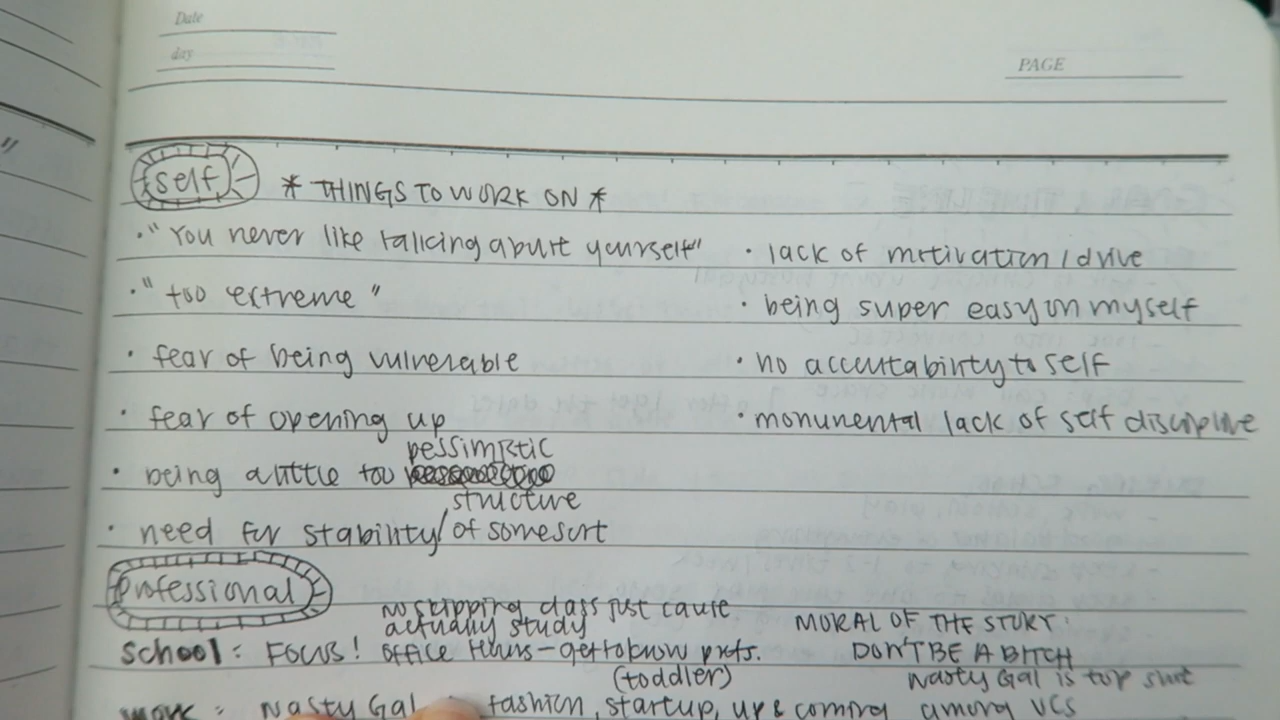 Date
day
PAGE
self
* THINGS TO WORK ON *
• "You never like talking about yourself"
• "too extreme"
• fear of being vulnerable
• fear of opening up
pessimistic
• being a little too
structure
• need for stability/ of some sort
• lack of motivation / drive
• being super easy on myself
• no accountability to self
• monumental lack of self discipline
professional
no skipping class just cause
actually study
school: FOCUS! office hours - get to know profs.
MORAL OF THE STORY:
DON'T BE A BITCH
(toddler)
Nasty Gal is top shit
work: Nasty Gal fashion, startup, up & coming among VCS